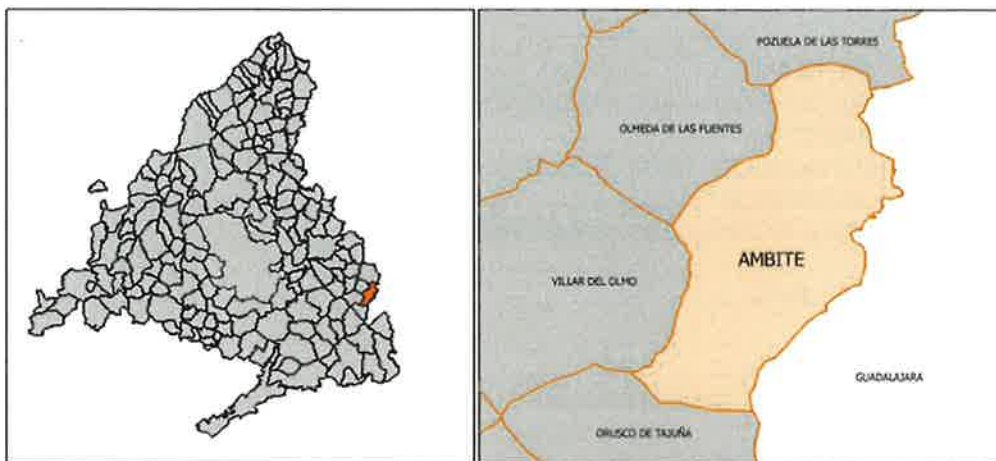 POZUELA DE LAS TORRES
OLMEDA DE LAS FUENTES
AMBITE
VILLAR DEL OLMO
GUADALAJARA
ORUSCO DE TAJUÑA